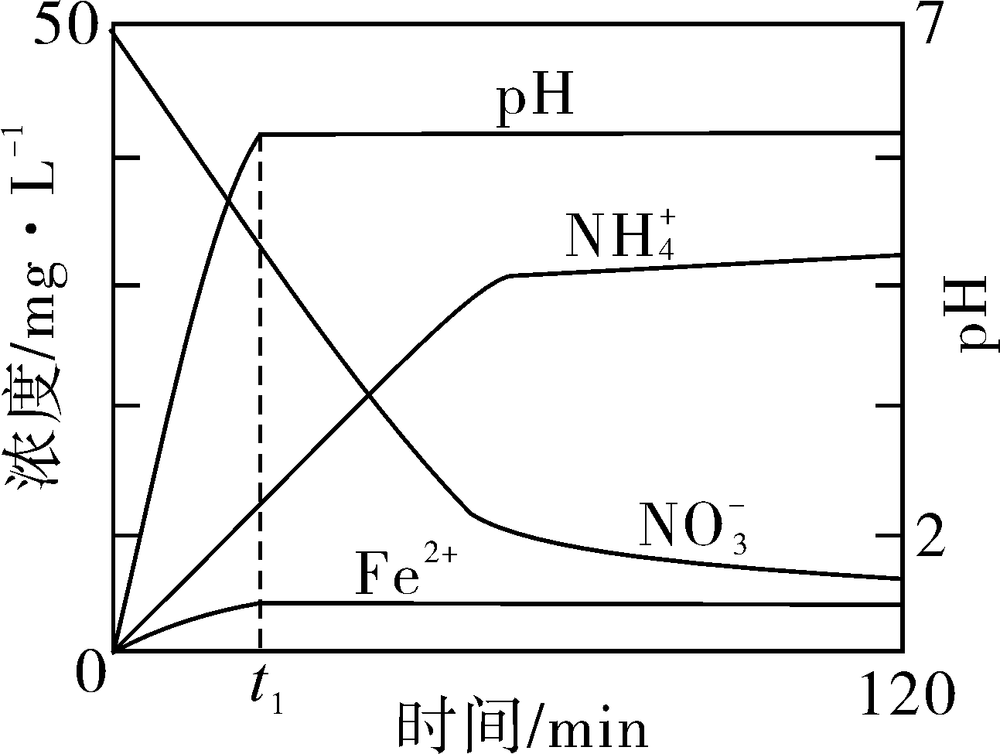 50
7
pH
浓度/mg·L⁻¹
NH₄⁺
pH
NO₃⁻
2
Fe²⁺
0
t₁
120
时间/min